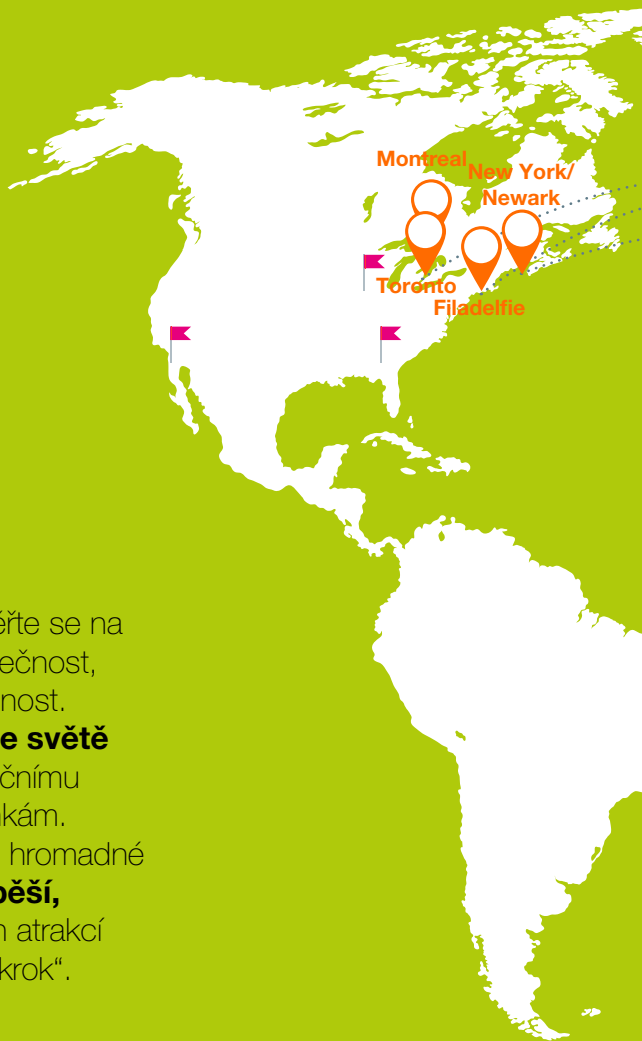 Montreal
New York/
Newark
Toronto
Filadelfie
ěřte se na
ečnost,
nost.
e světě
čnímu
kám.
hromadné
pěší,
atrakcí
krok“.